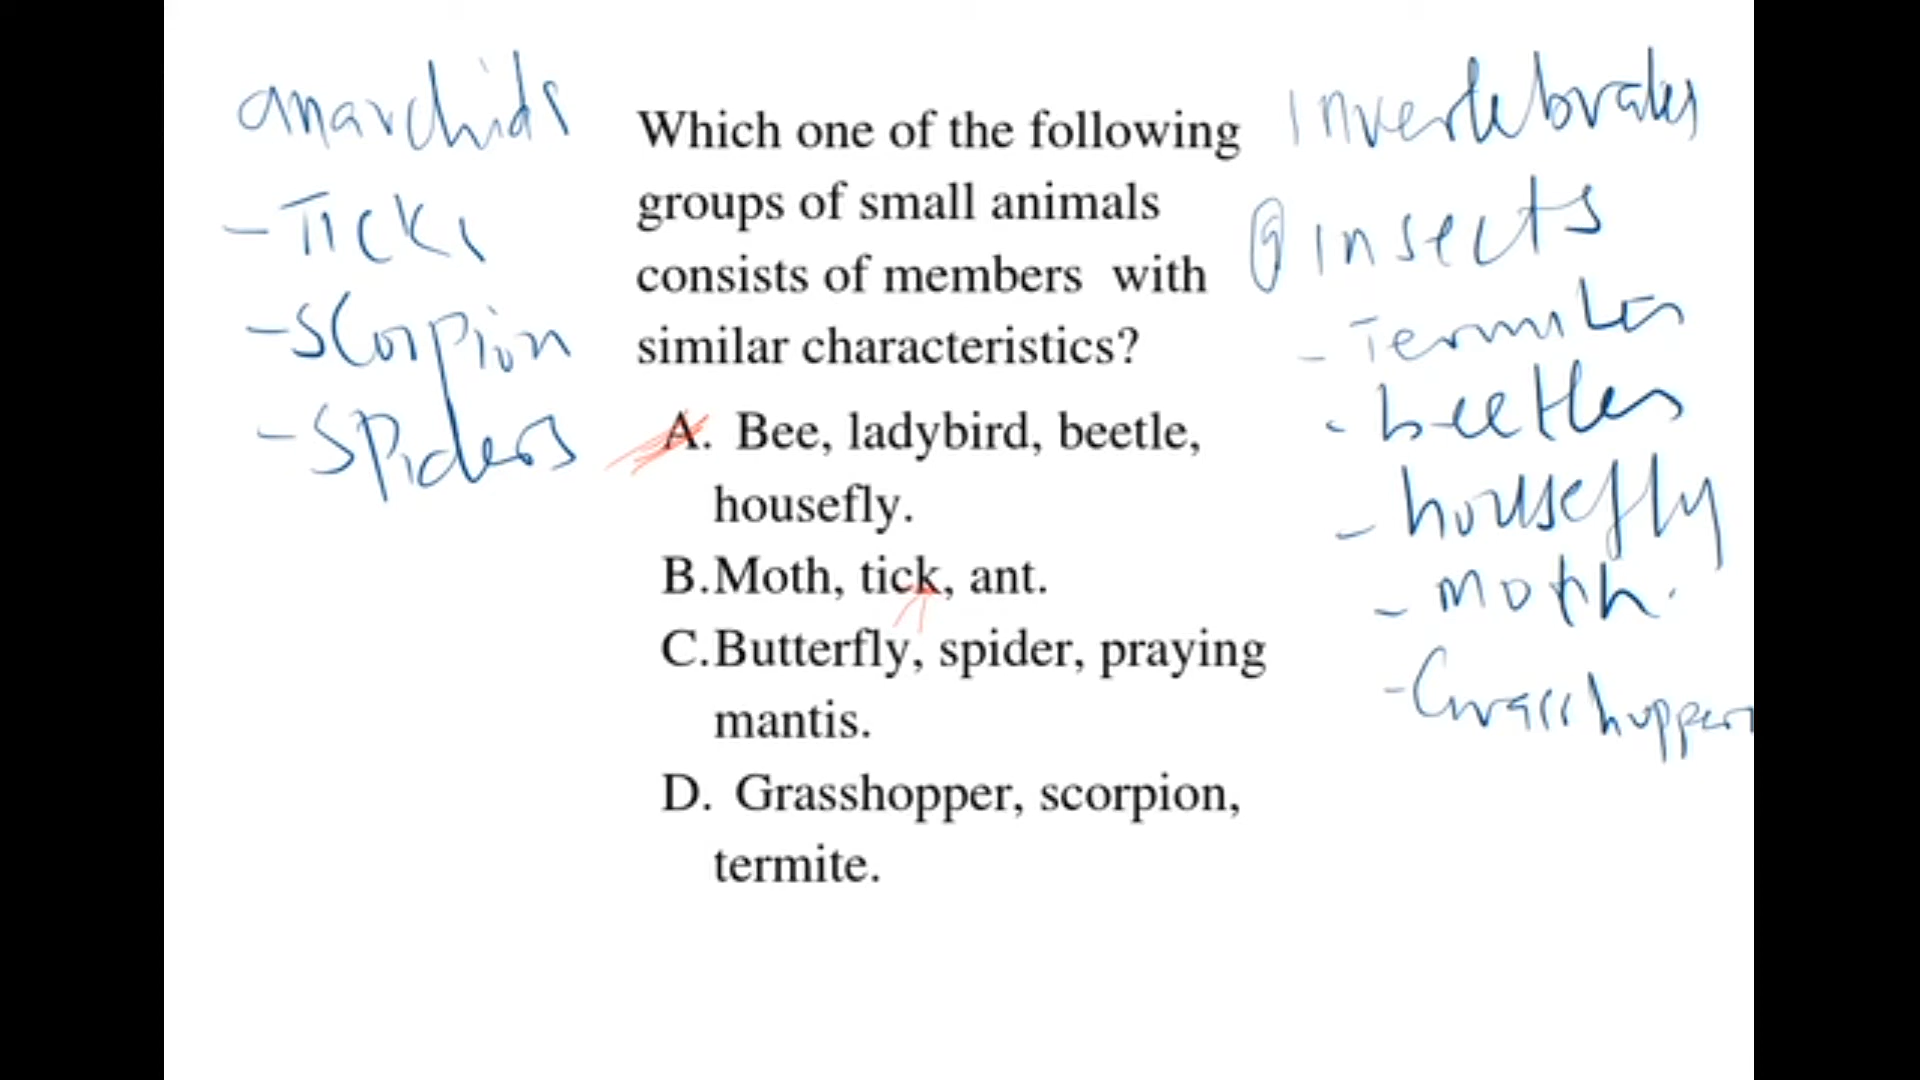 anarchids
- Ticks
- Scorpion
- Spiders
Which one of the following
groups of small animals
consists of members with
similar characteristics?
A. Bee, ladybird, beetle,
housefly.
B.Moth, tick, ant.
C.Butterfly, spider, praying
mantis.
D. Grasshopper, scorpion,
termite.
Invertebrates
insects
- Termites
- beetles
- housefly
- moth.
- Grasshopper